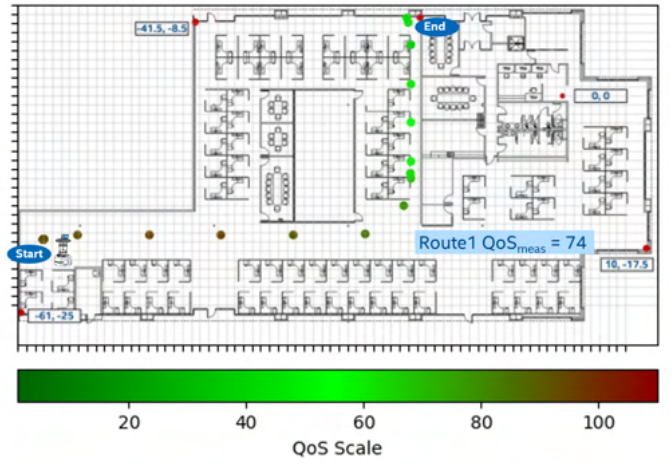 -41.5, -8.5
End
0, 0
Start
Route1 QoS_meas = 74
10, -17.5
-61, -25
20 40 60 80 100
QoS Scale